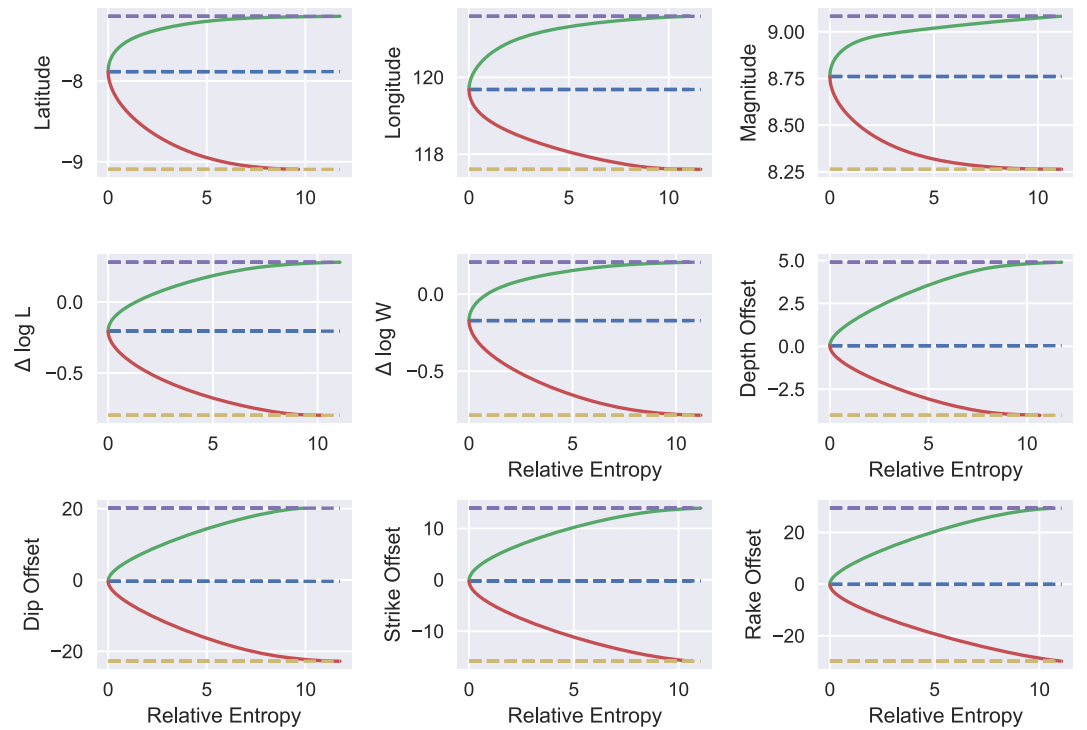 Latitude
−8
−9
0 5 10
Longitude
120
118
0 5 10
Magnitude
9.00
8.75
8.50
8.25
0 5 10
Δ log L
0.0
−0.5
0 10
Δ log W
0.0
−0.5
0 5 10
Relative Entropy
Depth Offset
5.0
2.5
0.0
−2.5
0 5 10
Relative Entropy
Dip Offset
20
0
−20
0 5 10
Relative Entropy
Strike Offset
10
0
−10
0 10
Relative Entropy
Rake Offset
20
0
−20
0 10
Relative Entropy